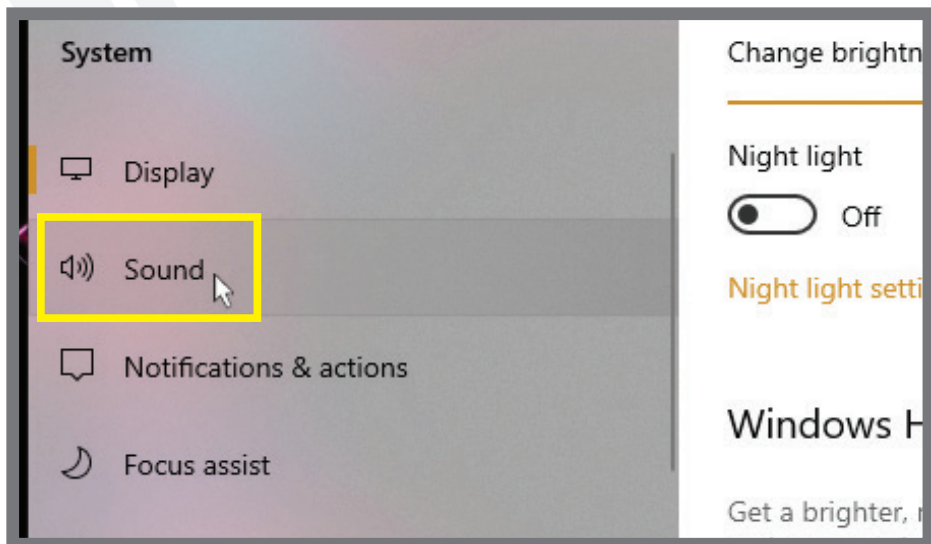 System
Display
Sound
Notifications & actions
Focus assist
Change brightn
Night light
Off
Night light setti
Windows H
Get a brighter,